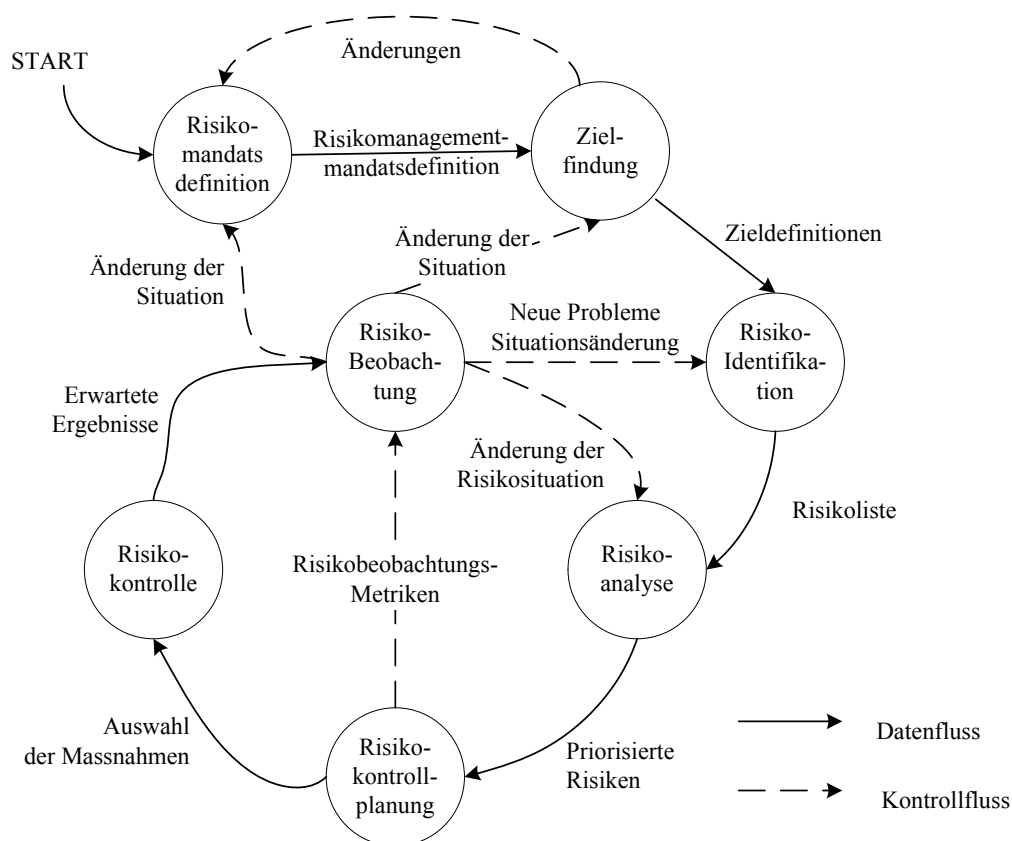 Änderungen
START
Risiko-
mandats
definition
Risikomanagement-
mandatsdefinition
Ziel-
findung
Zieldefinitionen
Änderung der
Situation
Änderung der
Situation
Neue Probleme
Situationsänderung
Risiko-
Beobach-
tung
Risiko-
Identifika-
tion
Erwartete
Ergebnisse
Änderung der
Risikosituation
Risikoliste
Risiko-
kontrolle
Risikobeobachtungs-
Metriken
Risiko-
analyse
Auswahl
der Massnahmen
Risiko-
kontroll-
planung
Priorisierte
Risiken
Datenfluss
Kontrollfluss